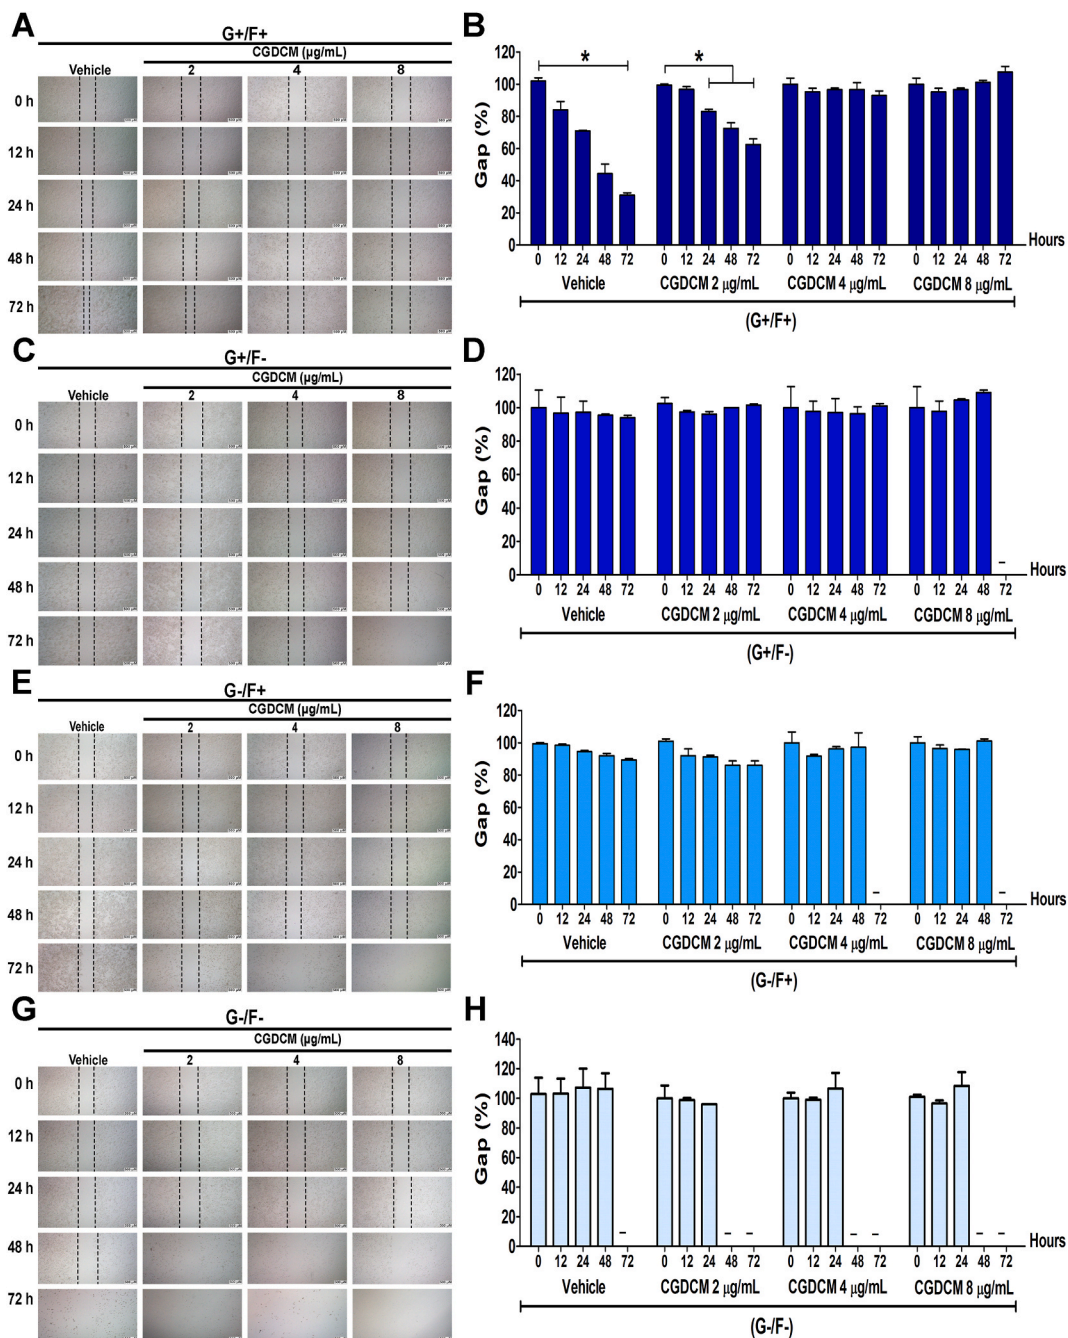 A
G+/F+
CGDCM (µg/mL)
Vehicle 2 4 8
0 h
12 h
24 h
48 h
72 h
B
Gap (%)
120
100
80
60
40
20
0
* *
0 12 24 48 72 0 12 24 48 72 0 12 24 48 72 0 12 24 48 72 Hours
Vehicle CGDCM 2 µg/mL CGDCM 4 µg/mL CGDCM 8 µg/mL
(G+/F+)
C
G+/F-
CGDCM (µg/mL)
Vehicle 2 4 8
0 h
12 h
24 h
48 h
72 h
D
Gap (%)
120
100
80
60
40
20
0
–
0 12 24 48 72 0 12 24 48 72 0 12 24 48 72 0 12 24 48 72 Hours
Vehicle CGDCM 2 µg/mL CGDCM 4 µg/mL CGDCM 8 µg/mL
(G+/F-)
E
G-/F+
CGDCM (µg/mL)
Vehicle 2 4 8
0 h
12 h
24 h
48 h
72 h
F
Gap (%)
120
100
80
60
40
20
0
– –
0 12 24 48 72 0 12 24 48 72 0 12 24 48 72 0 12 24 48 72 Hours
Vehicle CGDCM 2 µg/mL CGDCM 4 µg/mL CGDCM 8 µg/mL
(G-/F+)
G
G-/F-
CGDCM (µg/mL)
Vehicle 2 4 8
0 h
12 h
24 h
48 h
72 h
H
Gap (%)
140
120
100
80
60
40
20
0
– – – – – – –
0 12 24 48 72 0 12 24 48 72 0 12 24 48 72 0 12 24 48 72 Hours
Vehicle CGDCM 2 µg/mL CGDCM 4 µg/mL CGDCM 8 µg/mL
(G-/F-)